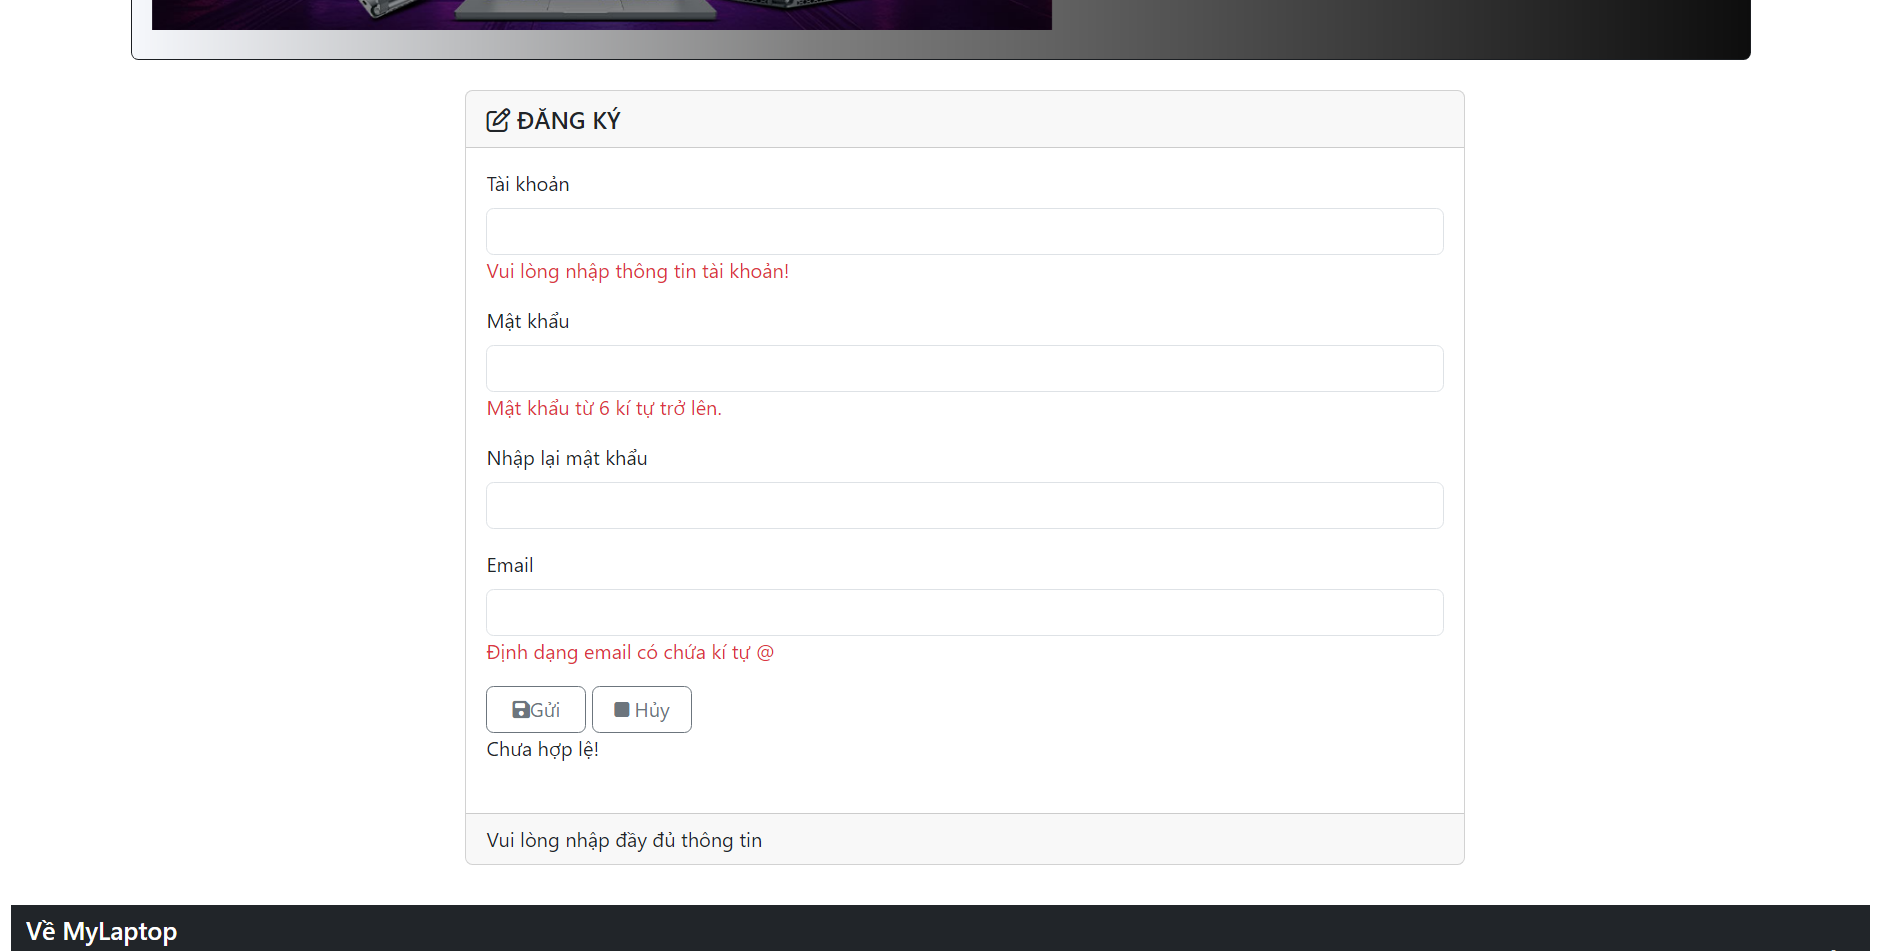 ĐĂNG KÝ
Tài khoản
Vui lòng nhập thông tin tài khoản!
Mật khẩu
Mật khẩu từ 6 kí tự trở lên.
Nhập lại mật khẩu
Email
Định dạng email có chứa kí tự @
Gửi Hủy
Chưa hợp lệ!
Vui lòng nhập đầy đủ thông tin
Về MyLaptop